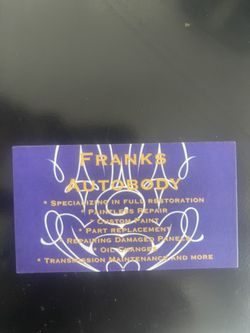 Franks
Autobody
* Specializing in full restoration
* Paintless Repair
* Custom Paint
* Part replacement
* Repairing Damaged Panels
* Oil Changes
* Transmission Maintenance and more